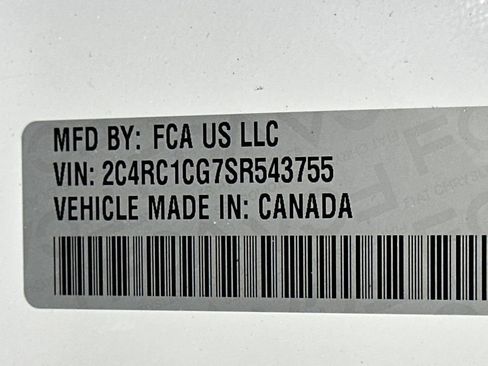 MFD BY: FCA US LLC
VIN: 2C4RC1CG7SR543755
VEHICLE MADE IN: CANADA